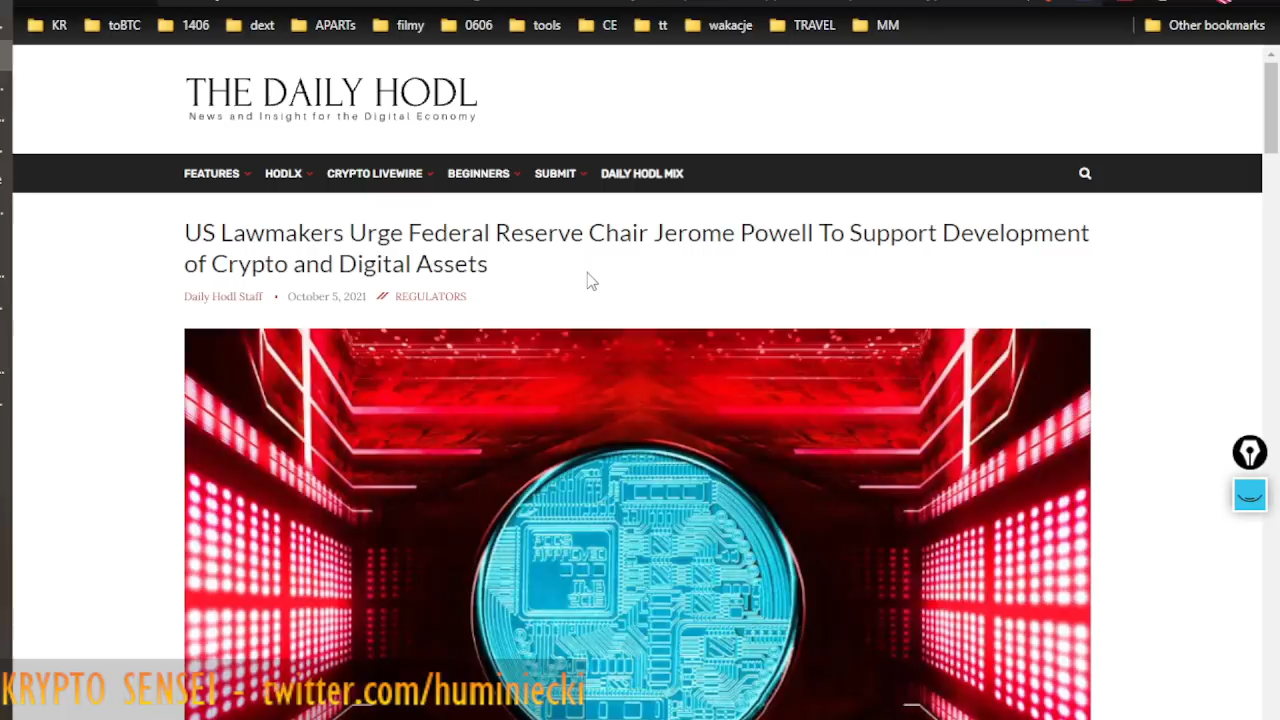 KR toBTC 1406 dext APARTs filmy 0606 tools CE tt wakacje TRAVEL MM Other bookmarks
THE DAILY HODL
News and Insight for the Digital Economy
FEATURES HODLX CRYPTO LIVEWIRE BEGINNERS SUBMIT DAILY HODL MIX
US Lawmakers Urge Federal Reserve Chair Jerome Powell To Support Development
of Crypto and Digital Assets
Daily Hodl Staff • October 5, 2021 // REGULATORS
KRYPTO SENSEI - twitter.com/huminiecki